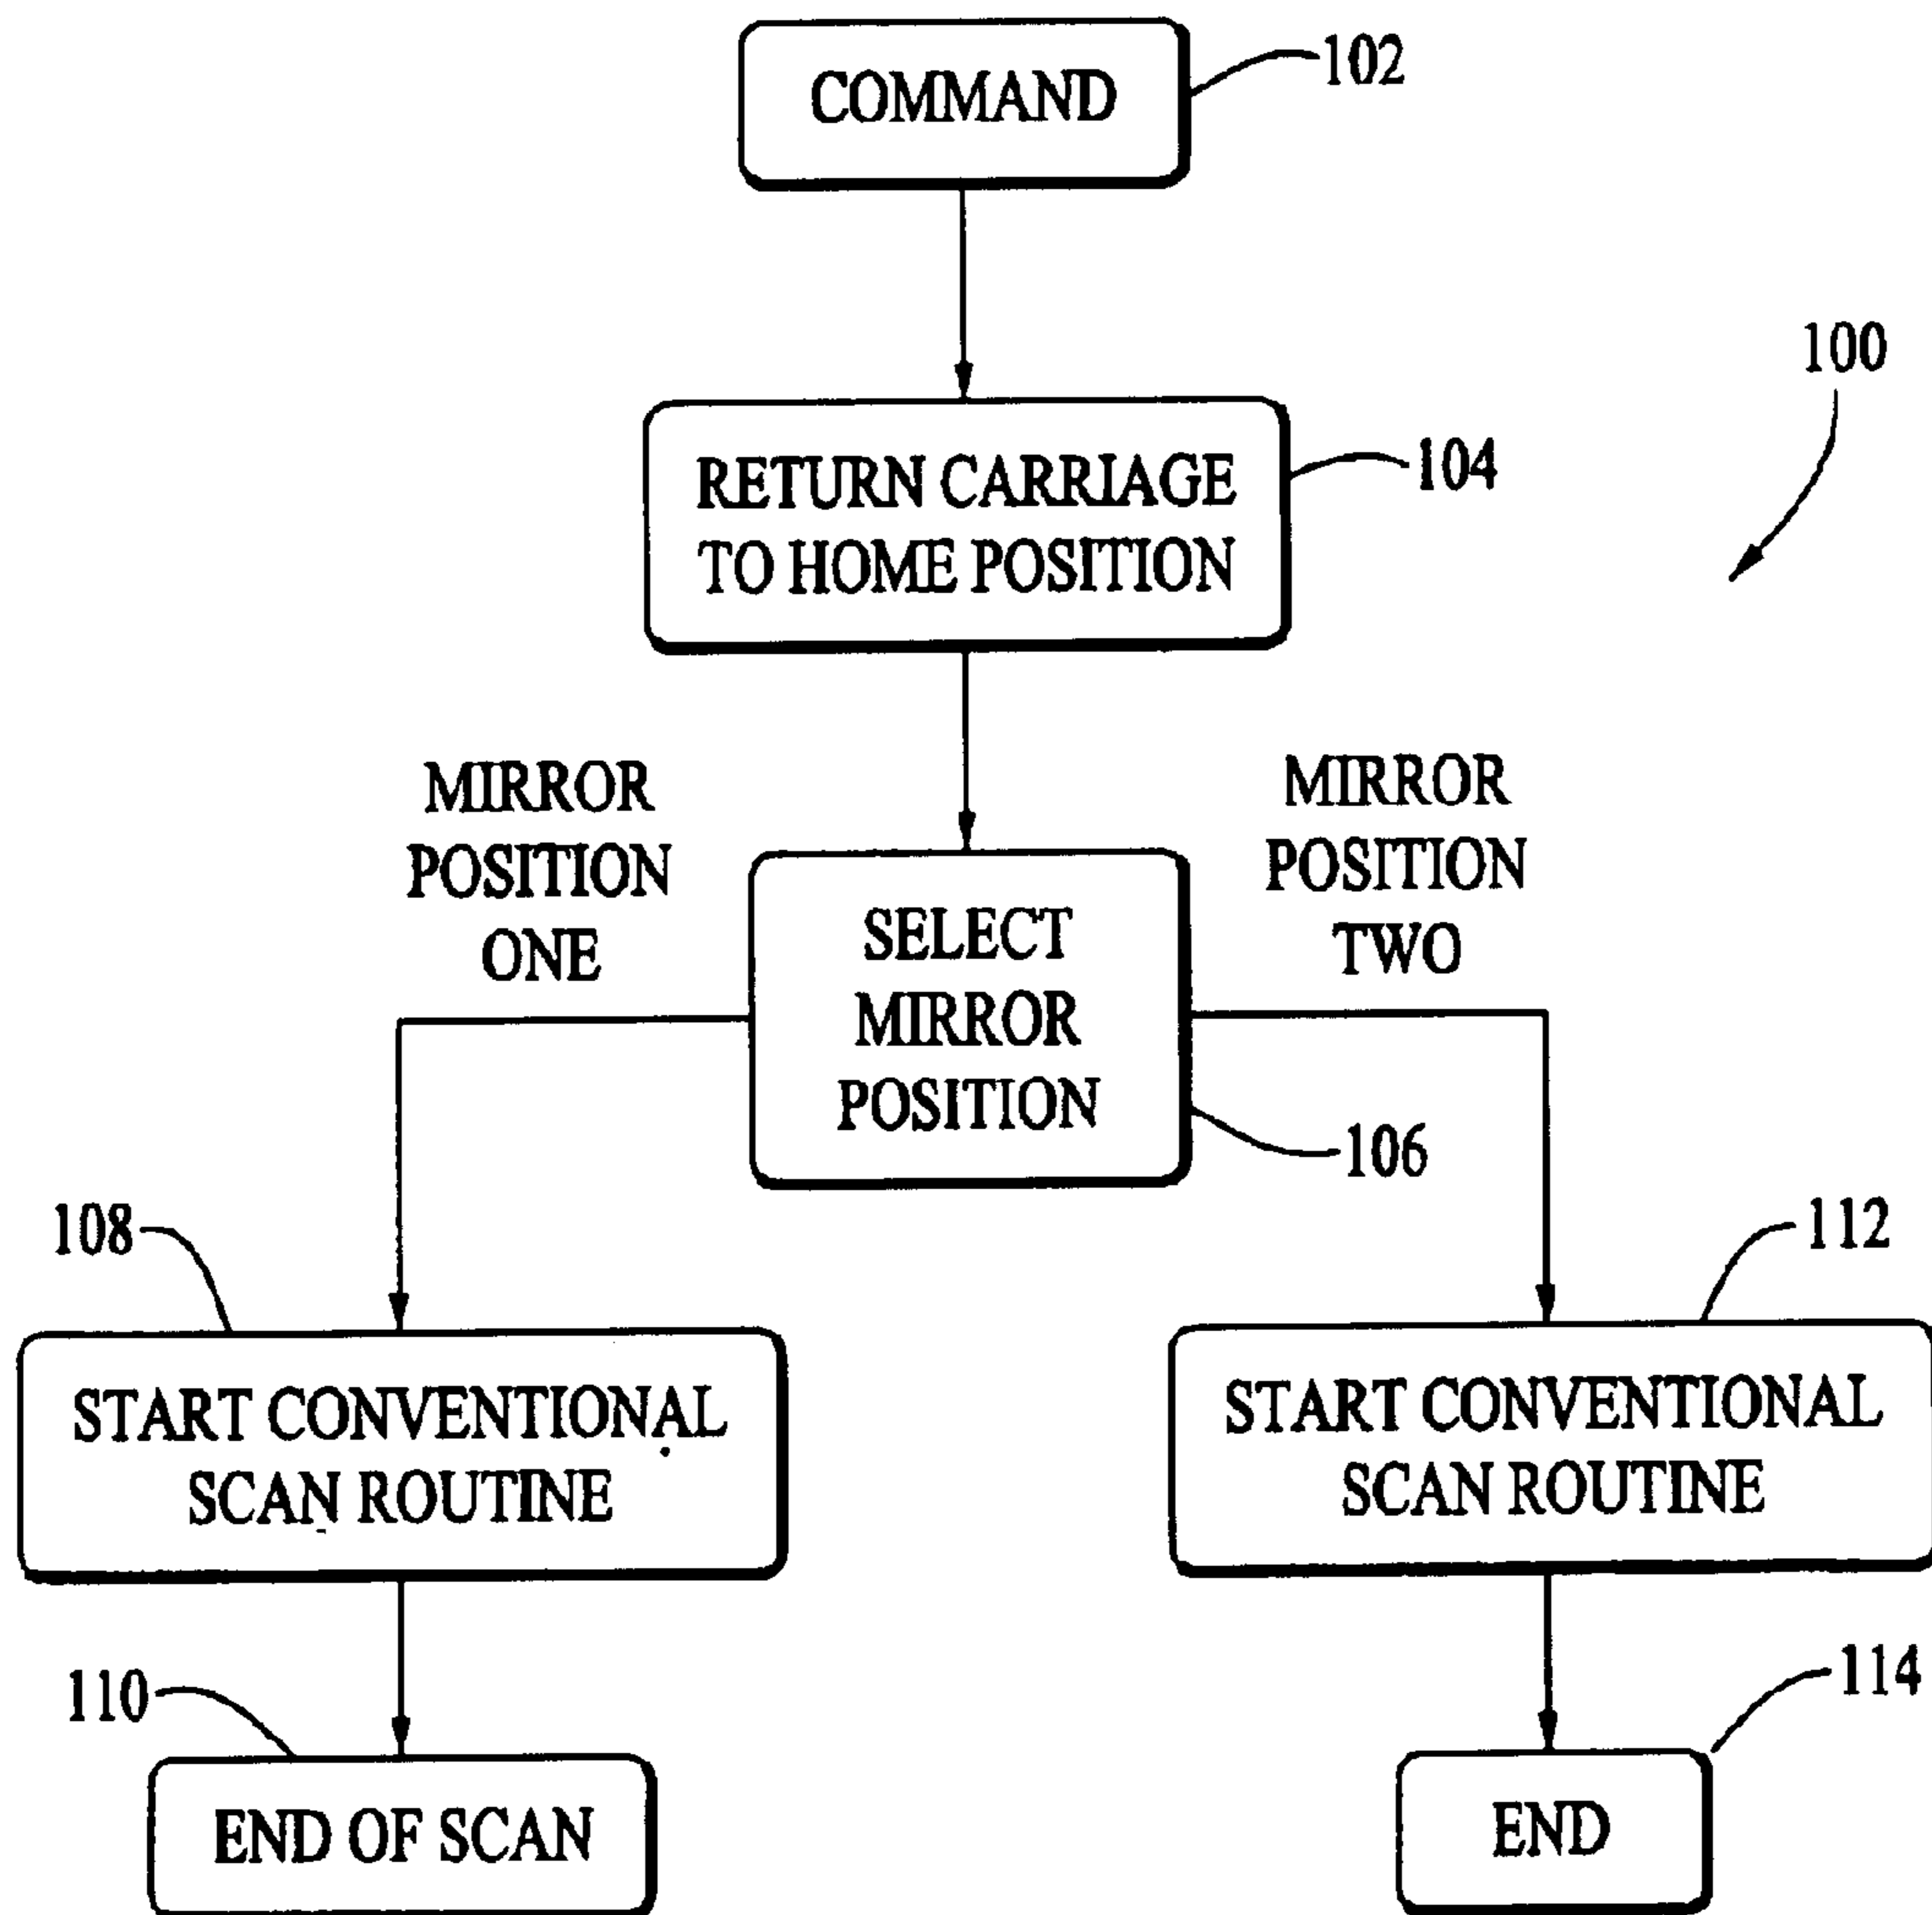 COMMAND
102
100
RETURN CARRIAGE
TO HOME POSITION
104
MIRROR
POSITION
ONE
MIRROR
POSITION
TWO
SELECT
MIRROR
POSITION
106
108
112
START CONVENTIONAL
SCAN ROUTINE
START CONVENTIONAL
SCAN ROUTINE
110
114
END OF SCAN
END